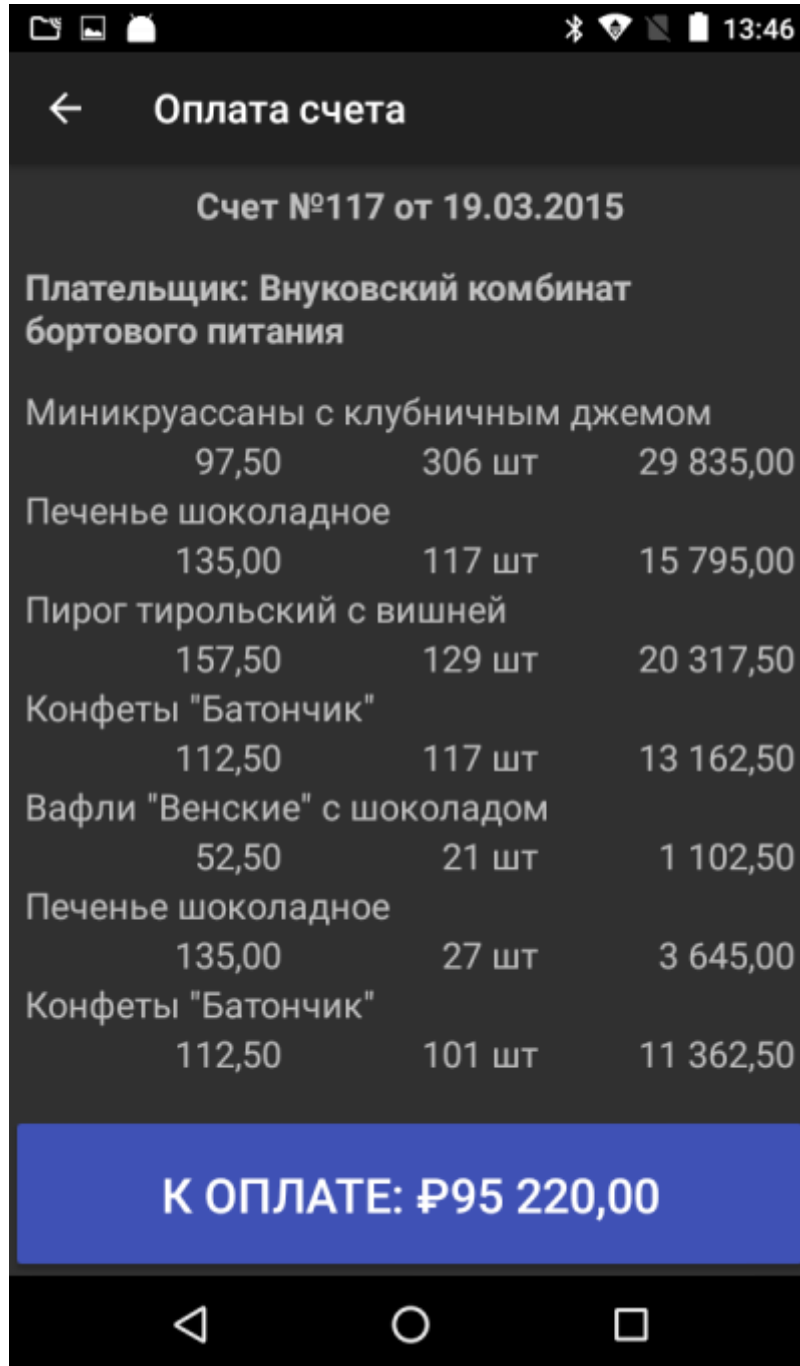 13:46
Оплата счета
Счет №117 от 19.03.2015
Плательщик: Внуковский комбинат
бортового питания
Миникруассаны с клубничным джемом
97,50 306 шт 29 835,00
Печенье шоколадное
135,00 117 шт 15 795,00
Пирог тирольский с вишней
157,50 129 шт 20 317,50
Конфеты "Батончик"
112,50 117 шт 13 162,50
Вафли "Венские" с шоколадом
52,50 21 шт 1 102,50
Печенье шоколадное
135,00 27 шт 3 645,00
Конфеты "Батончик"
112,50 101 шт 11 362,50
К ОПЛАТЕ: ₽95 220,00